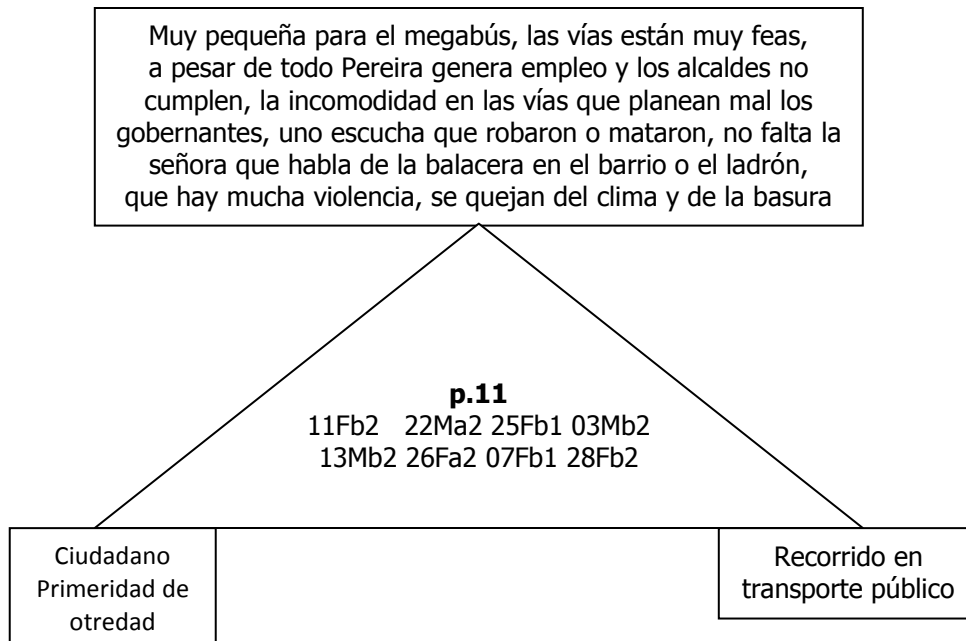 Muy pequeña para el megabús, las vías están muy feas,
a pesar de todo Pereira genera empleo y los alcaldes no
cumplen, la incomodidad en las vías que planean mal los
gobernantes, uno escucha que robaron o mataron, no falta la
señora que habla de la balacera en el barrio o el ladrón,
que hay mucha violencia, se quejan del clima y de la basura
p.11
11Fb2 22Ma2 25Fb1 03Mb2
13Mb2 26Fa2 07Fb1 28Fb2
Ciudadano
Primeridad de
otredad
Recorrido en
transporte público